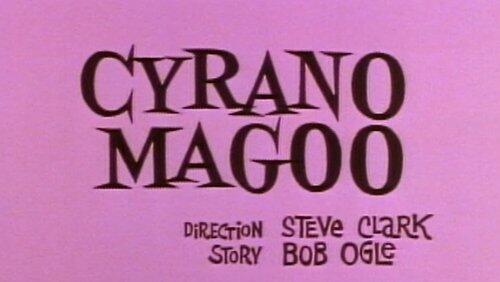 CYRANO
MAGOO
DIRECTION STEVE CLARK
STORY BOB OGLE